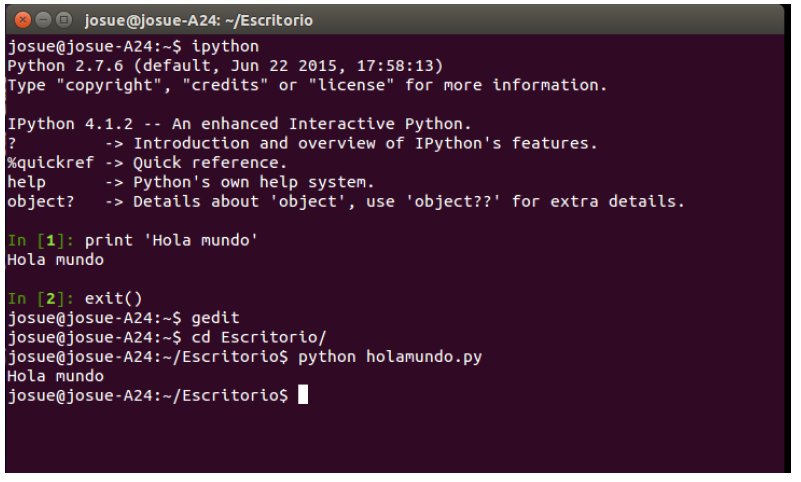 josue@josue-A24: ~/Escritorio
josue@josue-A24:~$ ipython
Python 2.7.6 (default, Jun 22 2015, 17:58:13)
Type "copyright", "credits" or "license" for more information.
IPython 4.1.2 -- An enhanced Interactive Python.
?         -> Introduction and overview of IPython's features.
%quickref -> Quick reference.
help      -> Python's own help system.
object?   -> Details about 'object', use 'object??' for extra details.
In [1]: print 'Hola mundo'
Hola mundo
In [2]: exit()
josue@josue-A24:~$ gedit
josue@josue-A24:~$ cd Escritorio/
josue@josue-A24:~/Escritorio$ python holamundo.py
Hola mundo
josue@josue-A24:~/Escritorio$